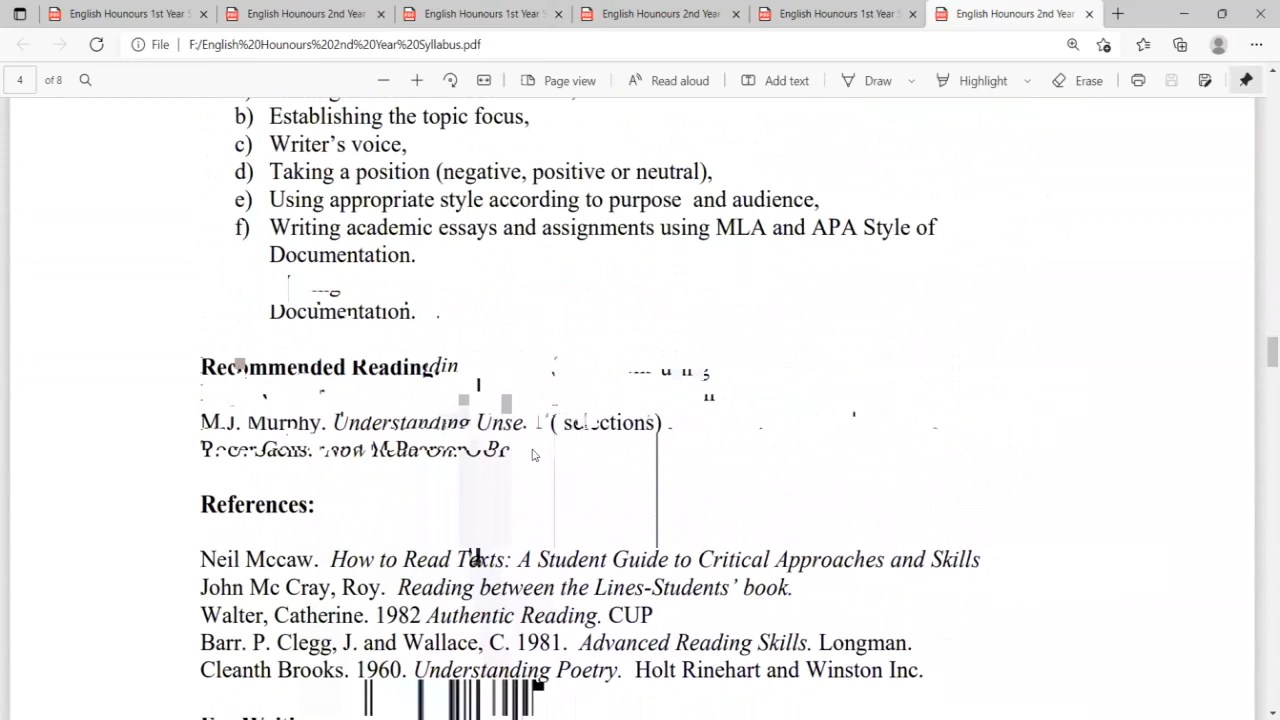 English Hounours 1st Year S
English Hounours 2nd Year
English Hounours 1st Year S
English Hounours 2nd Year
English Hounours 1st Year S
English Hounours 2nd Year
File F:/English%20Hounours%202nd%20Year%20Syllabus.pdf
4 of 8 Page view Read aloud Add text Draw Highlight Erase
b) Establishing the topic focus,
c) Writer's voice,
d) Taking a position (negative, positive or neutral),
e) Using appropriate style according to purpose and audience,
f) Writing academic essays and assignments using MLA and APA Style of
Documentation.
Documentation.
Recommended Reading:
M.J. Murphy. Understanding ( selections)
References:
Neil Mccaw. How to Read Texts: A Student Guide to Critical Approaches and Skills
John Mc Cray, Roy. Reading between the Lines-Students' book.
Walter, Catherine. 1982 Authentic Reading. CUP
Barr. P. Clegg, J. and Wallace, C. 1981. Advanced Reading Skills. Longman.
Cleanth Brooks. 1960. Understanding Poetry. Holt Rinehart and Winston Inc.